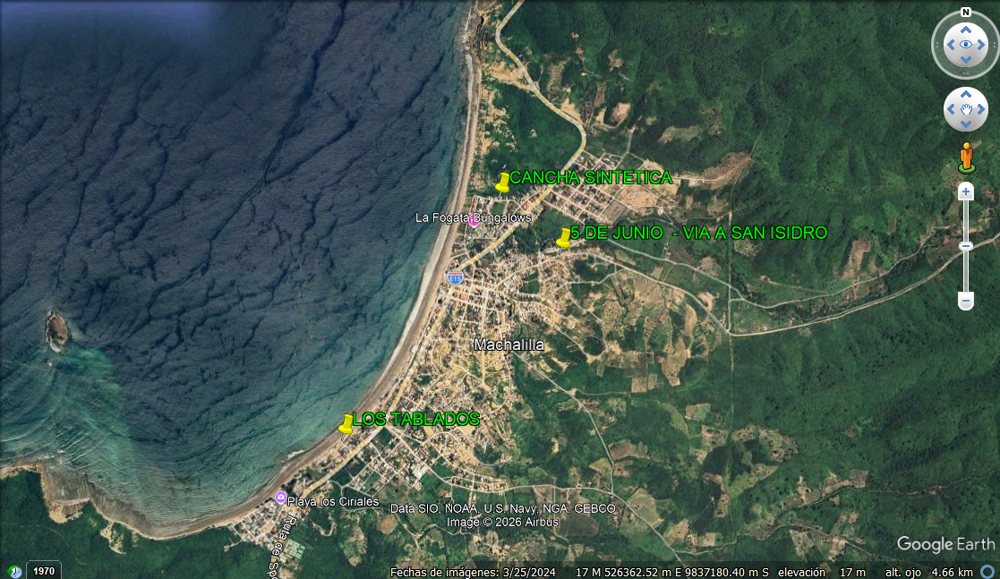 N
CANCHA SINTETICA
La Fogata Bungalows
5 DE JUNIO - VIA A SAN ISIDRO
E15
Machalilla
LOS TABLADOS
Playa los Ciriales
Data SIO, NOAA, U.S. Navy, NGA, GEBCO
Image © 2026 Airbus
Ruta del So
Google Earth
1970
Fechas de imágenes: 3/25/2024 17 M 526362.52 m E 9837180.40 m S elevación 17 m alt. ojo 4.66 km